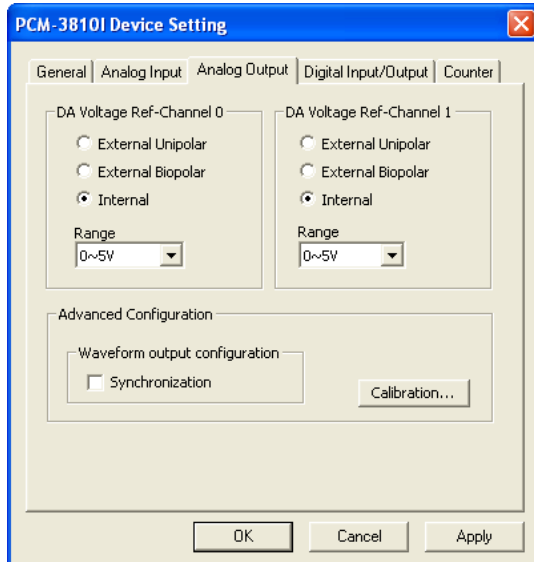 PCM-3810I Device Setting
General Analog Input Analog Output Digital Input/Output Counter
DA Voltage Ref-Channel 0
External Unipolar
External Biopolar
Internal
Range
0~5V
DA Voltage Ref-Channel 1
External Unipolar
External Biopolar
Internal
Range
0~5V
Advanced Configuration
Waveform output configuration
Synchronization
Calibration...
OK Cancel Apply